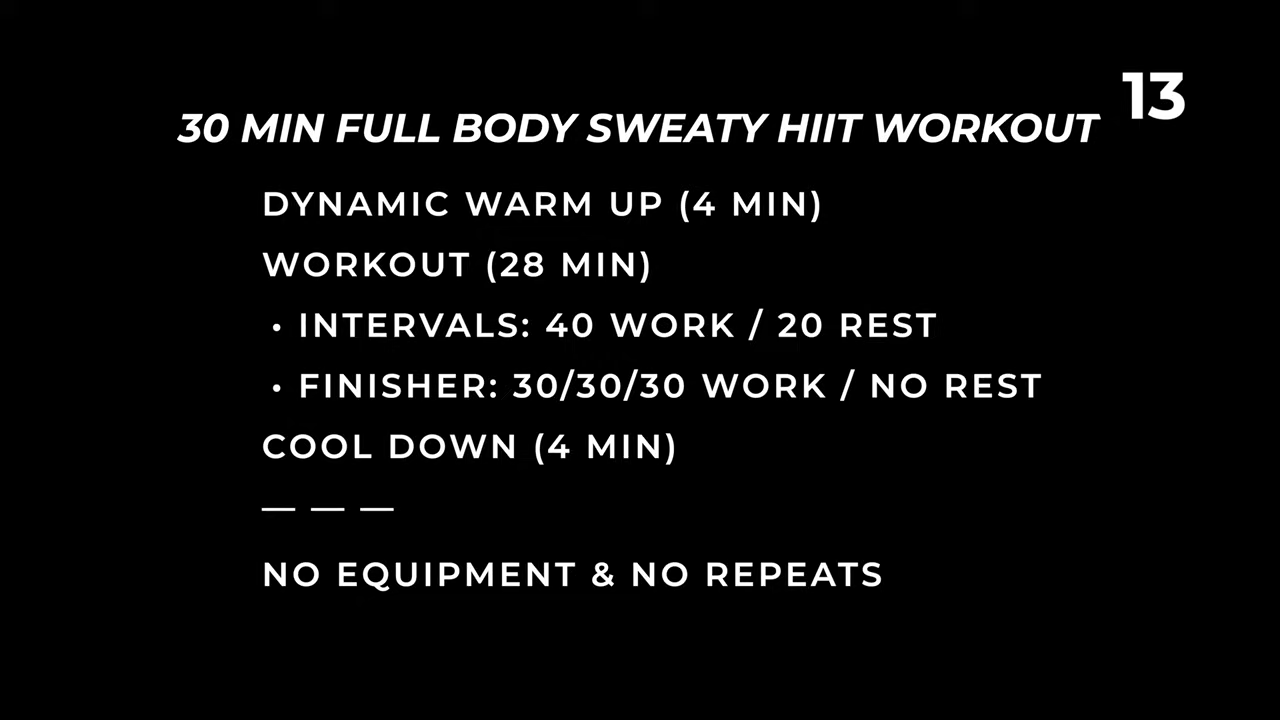 13
30 MIN FULL BODY SWEATY HIIT WORKOUT
DYNAMIC WARM UP (4 MIN)
WORKOUT (28 MIN)
• INTERVALS: 40 WORK / 20 REST
• FINISHER: 30/30/30 WORK / NO REST
COOL DOWN (4 MIN)
— — —
NO EQUIPMENT & NO REPEATS